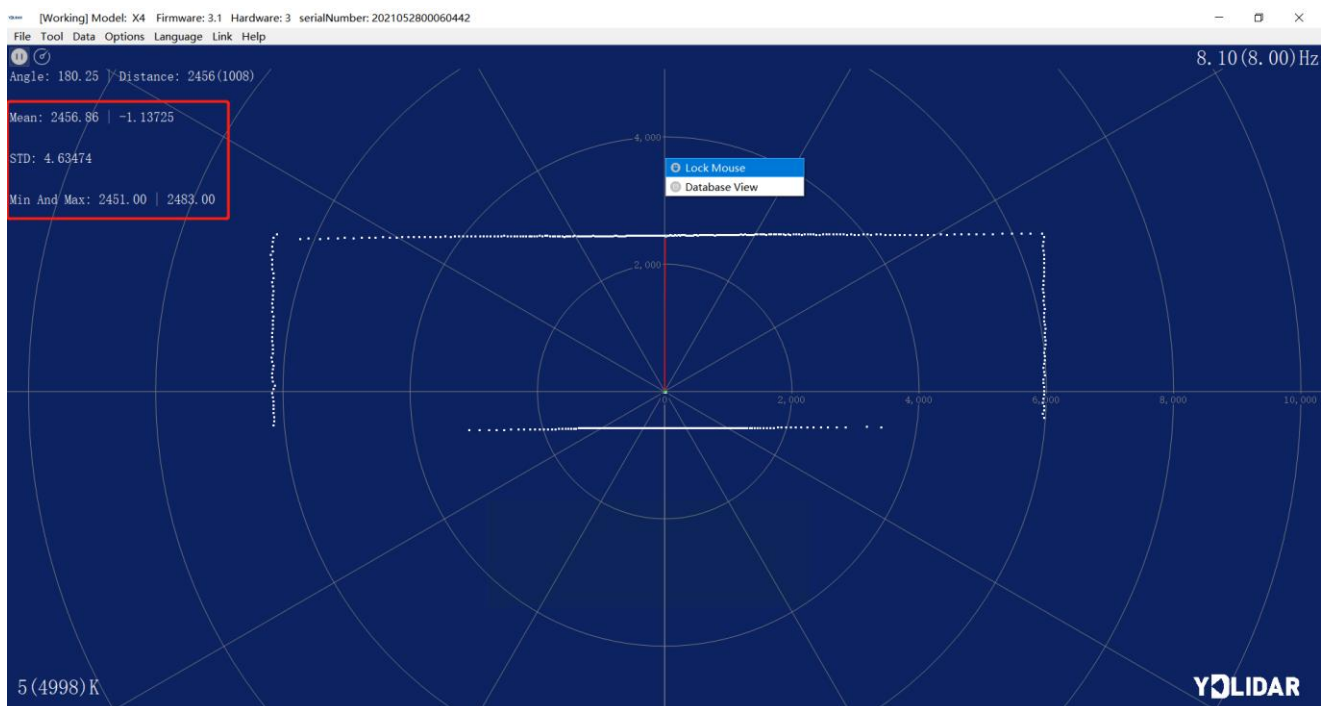 [Working] Model: X4 Firmware: 3.1 Hardware: 3 serialNumber: 2021052800060442
File Tool Data Options Language Link Help
8.10(8.00)Hz
Angle: 180.25 | Distance: 2456(1008)
Mean: 2456.86 | -1.13725
STD: 4.63474
Min And Max: 2451.00 | 2483.00
4,000
Lock Mouse
Database View
2,000
0 2,000 4,000 6,000 8,000 10,000
5(4998)K
YDLIDAR